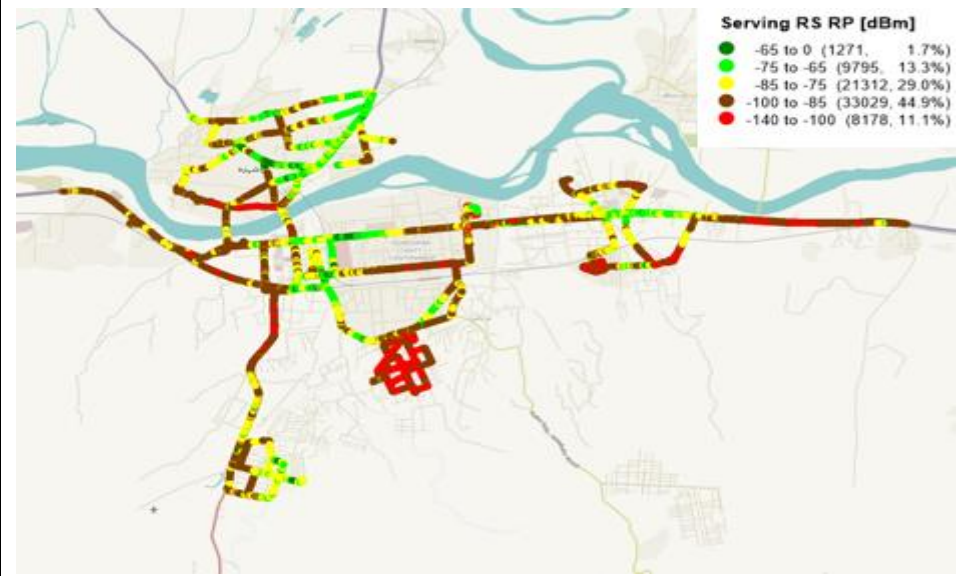 Serving RS RP [dBm]
-65 to 0 (1271, 1.7%)
-75 to -65 (9795, 13.3%)
-85 to -75 (21312, 29.0%)
-100 to -85 (33029, 44.9%)
-140 to -100 (8178, 11.1%)